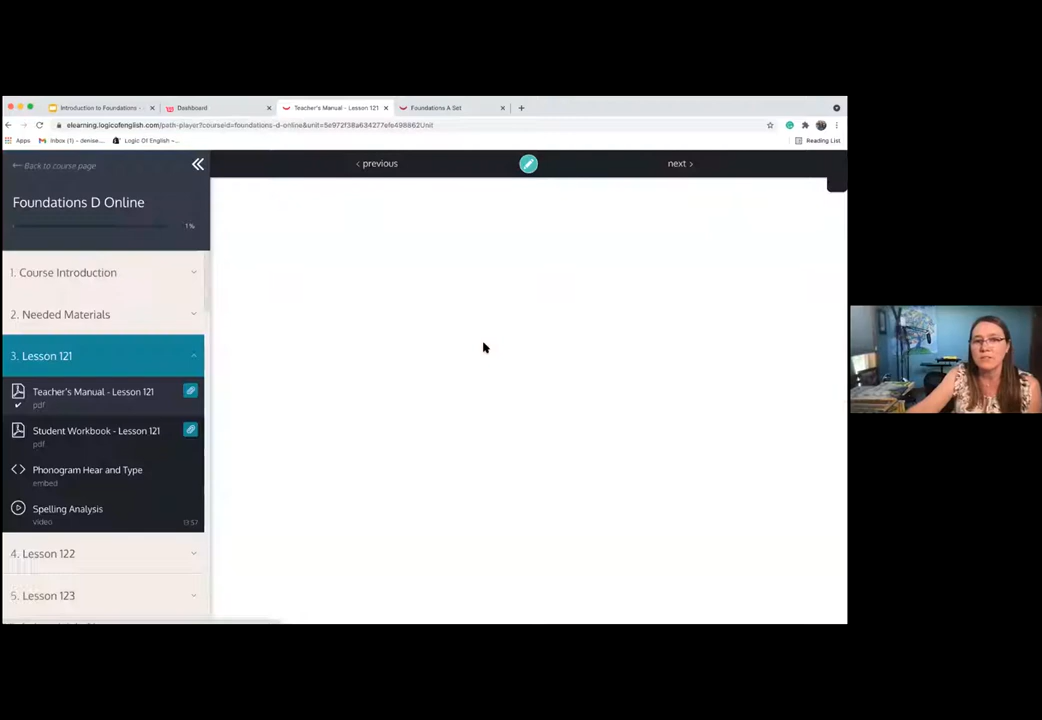 Introduction to Foundations -
Dashboard
Teacher's Manual - Lesson 121
Foundations A Set
elearning.logicofenglish.com/path-player?courseid=foundations-d-online&unit=5e972f38a634277efe498862Unit
Apps
Inbox (1) - denise....
Logic Of English –...
Reading List
Back to course page
previous
next
Foundations D Online
1%
1. Course Introduction
2. Needed Materials
3. Lesson 121
Teacher's Manual - Lesson 121
pdf
Student Workbook - Lesson 121
pdf
Phonogram Hear and Type
embed
Spelling Analysis
video
13:57
4. Lesson 122
5. Lesson 123